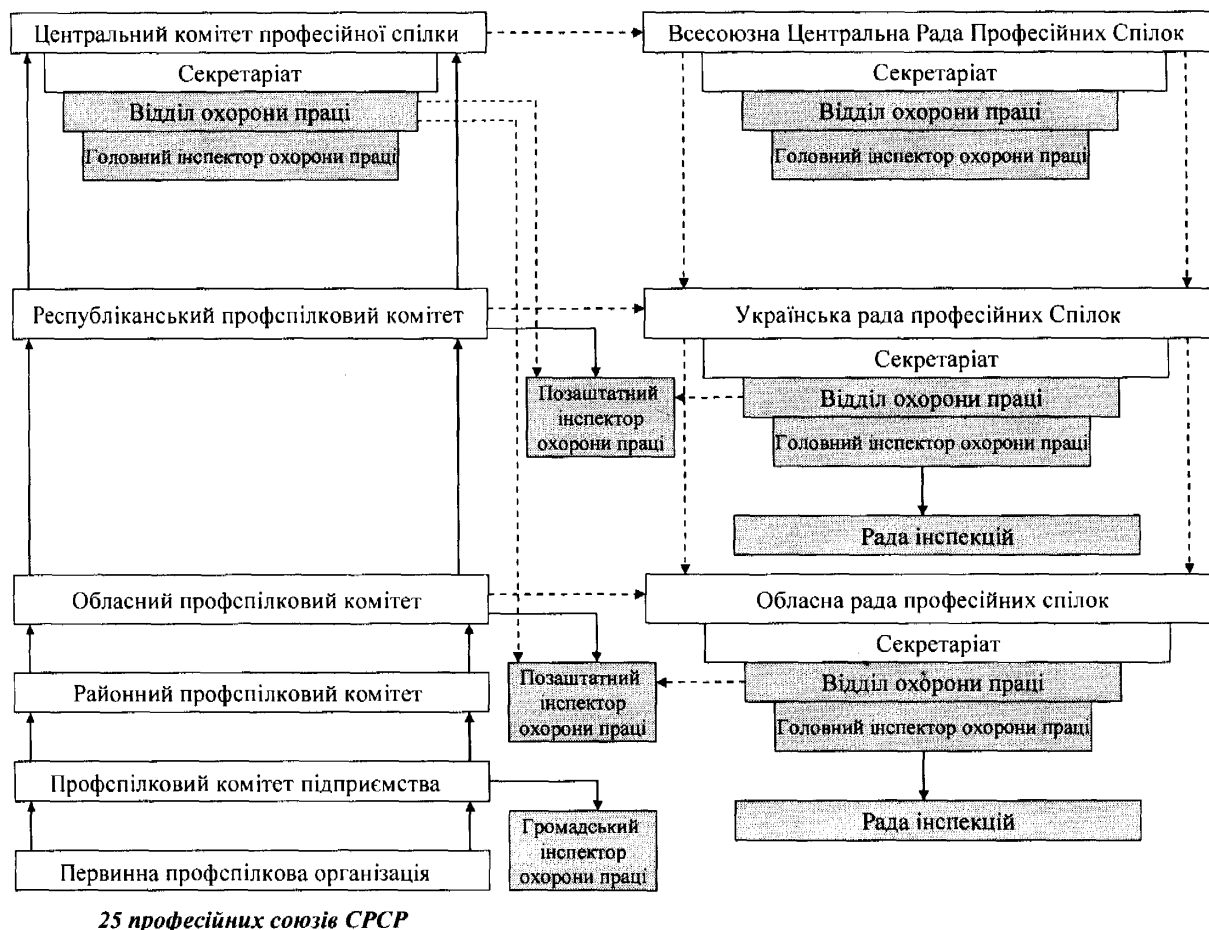 Центральний комітет професійної спілки
Секретаріат
Відділ охорони праці
Головний інспектор охорони праці
Всесоюзна Центральна Рада Професійних Спілок
Секретаріат
Відділ охорони праці
Головний інспектор охорони праці
Республіканський профспілковий комітет
Українська рада професійних Спілок
Секретаріат
Відділ охорони праці
Головний інспектор охорони праці
Позаштатний
інспектор
охорони праці
Рада інспекцій
Обласний профспілковий комітет
Обласна рада професійних спілок
Секретаріат
Відділ охорони праці
Головний інспектор охорони праці
Районний профспілковий комітет
Позаштатний
інспектор
охорони праці
Профспілковий комітет підприємства
Рада інспекцій
Громадський
інспектор
охорони праці
Первинна профспілкова організація
25 професійних союзів СРСР